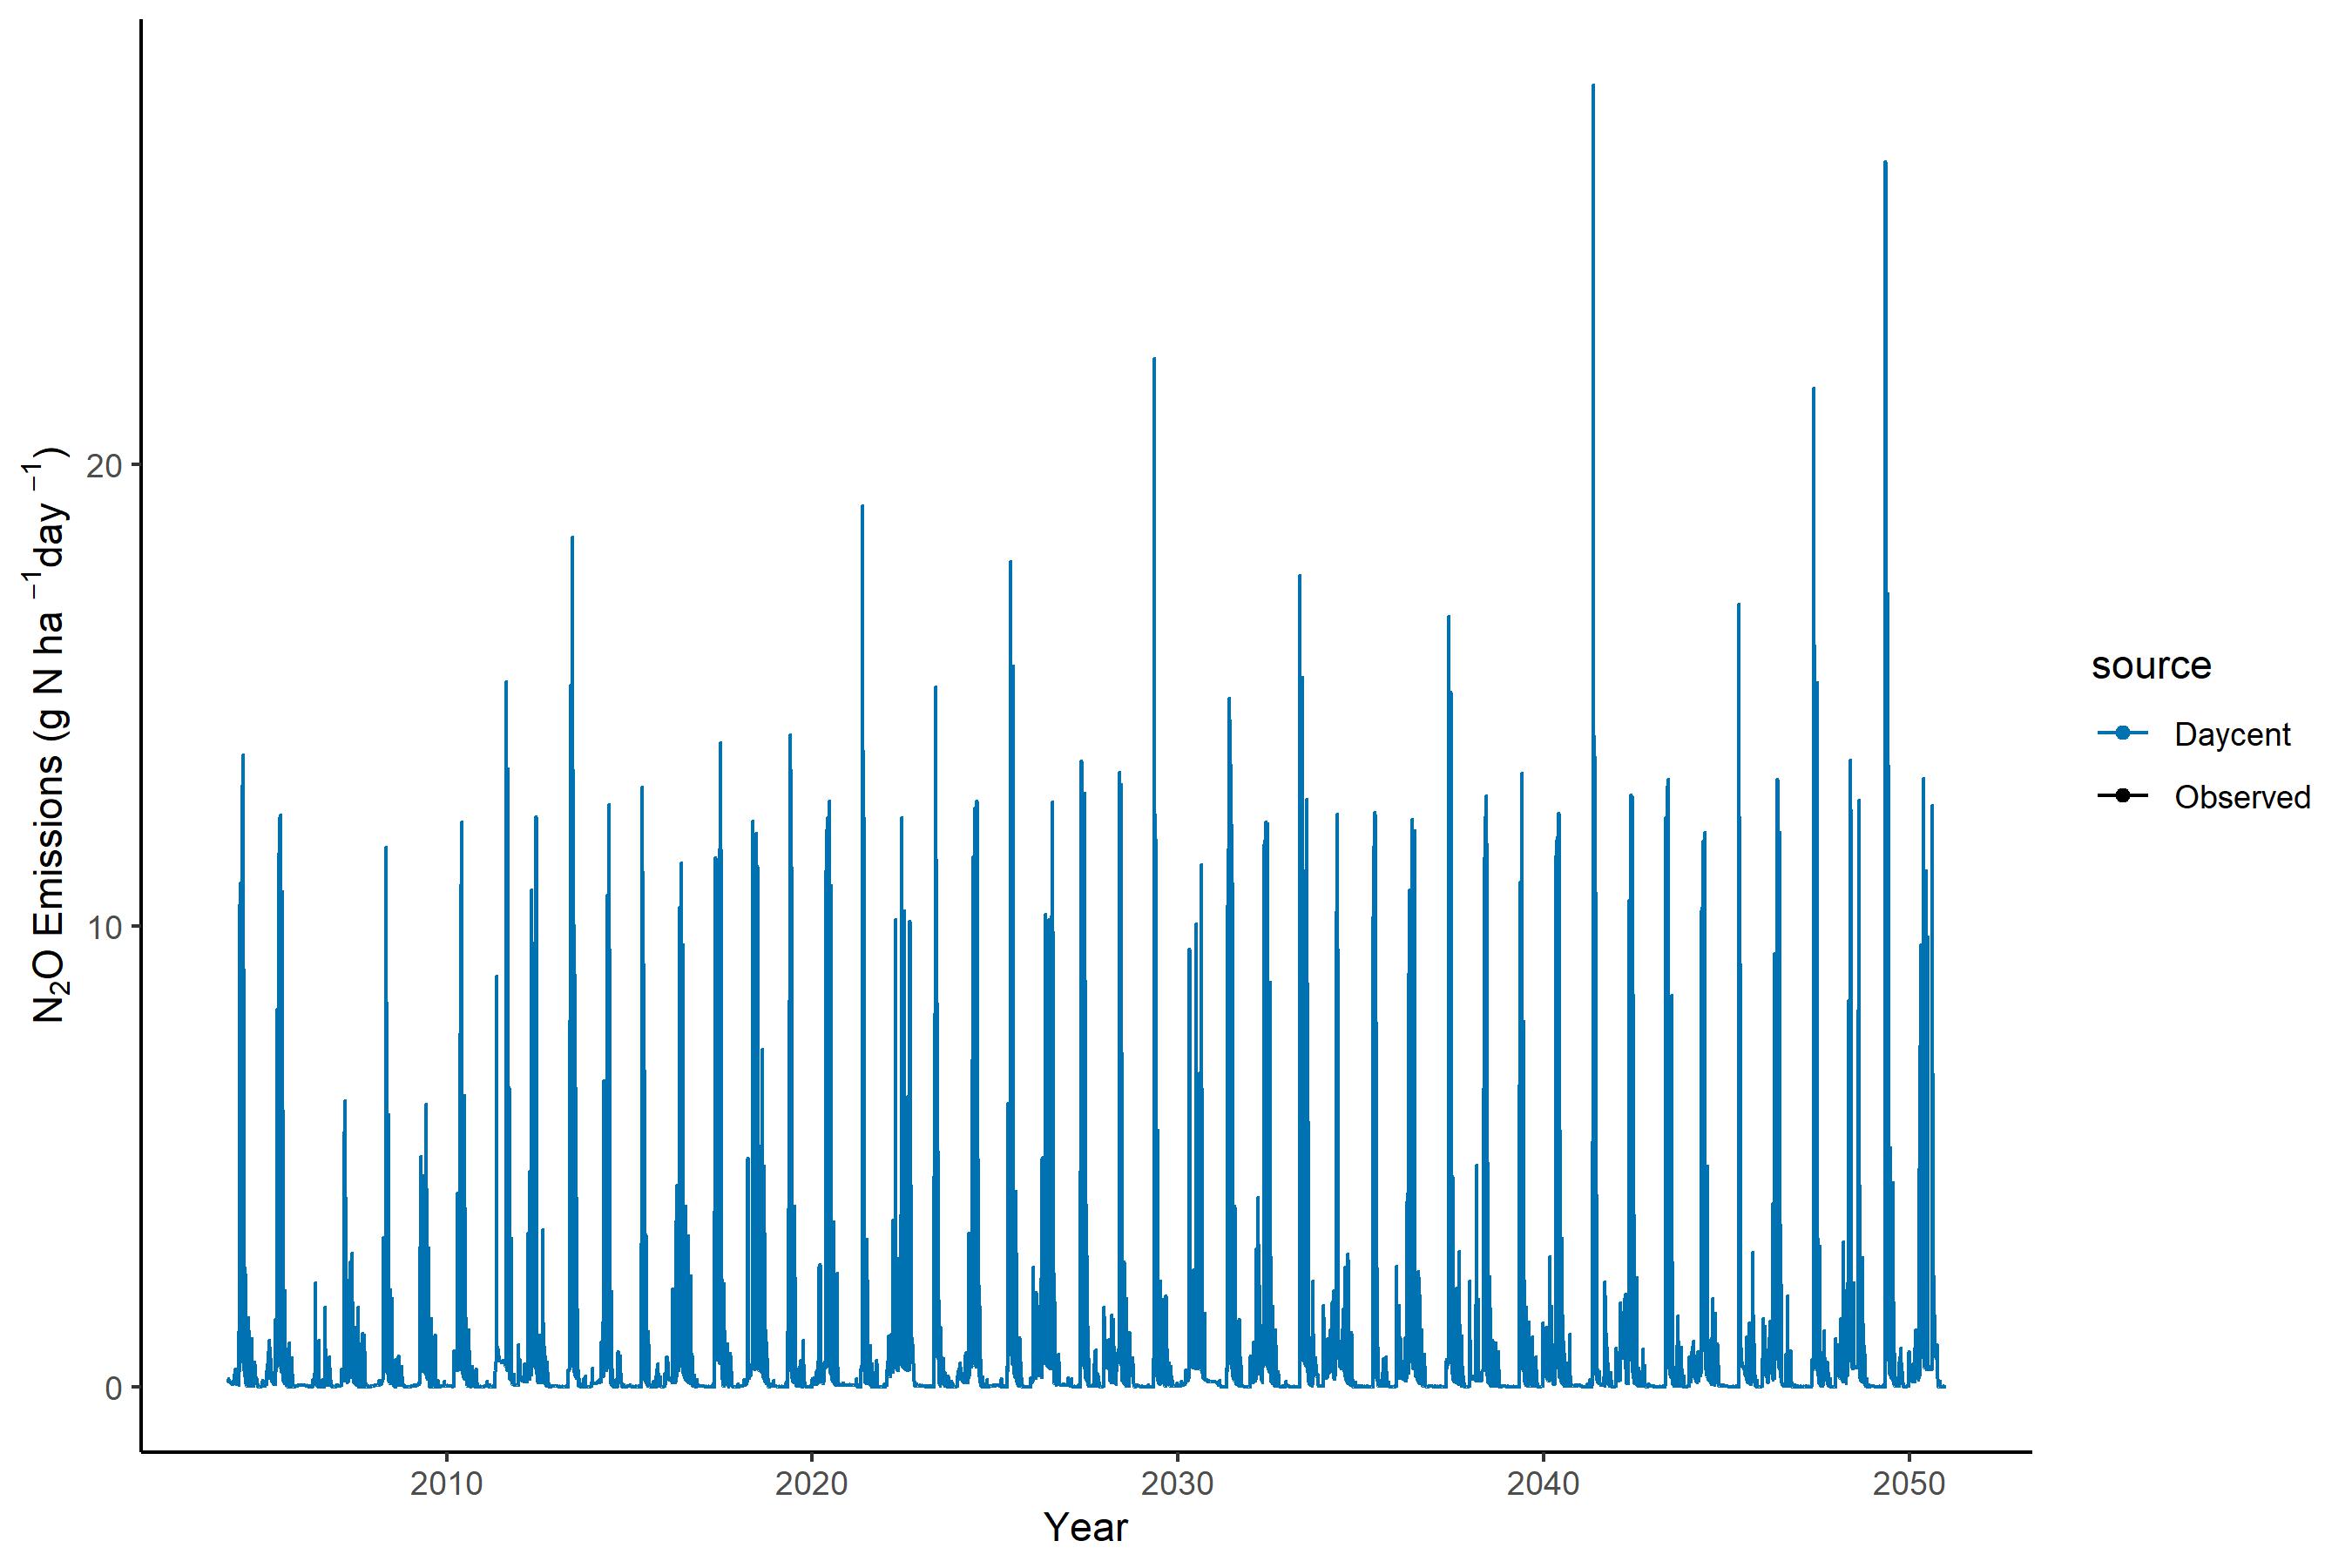 N₂O Emissions (g N ha ⁻¹day ⁻¹)
20
10
0
2010 2020 2030 2040 2050
Year
source
Daycent
Observed